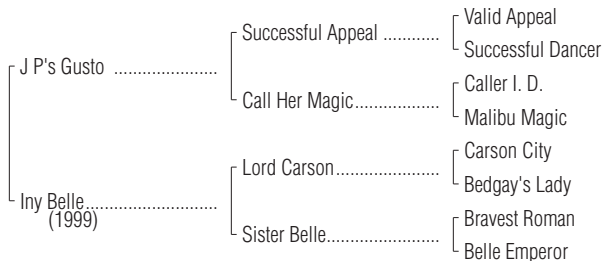 Valid Appeal
Successful Appeal ............
Successful Dancer
J P's Gusto ......................
Caller I. D.
Call Her Magic..................
Malibu Magic
Carson City
Lord Carson......................
Bedgay's Lady
Iny Belle............................
(1999)
Bravest Roman
Sister Belle........................
Belle Emperor